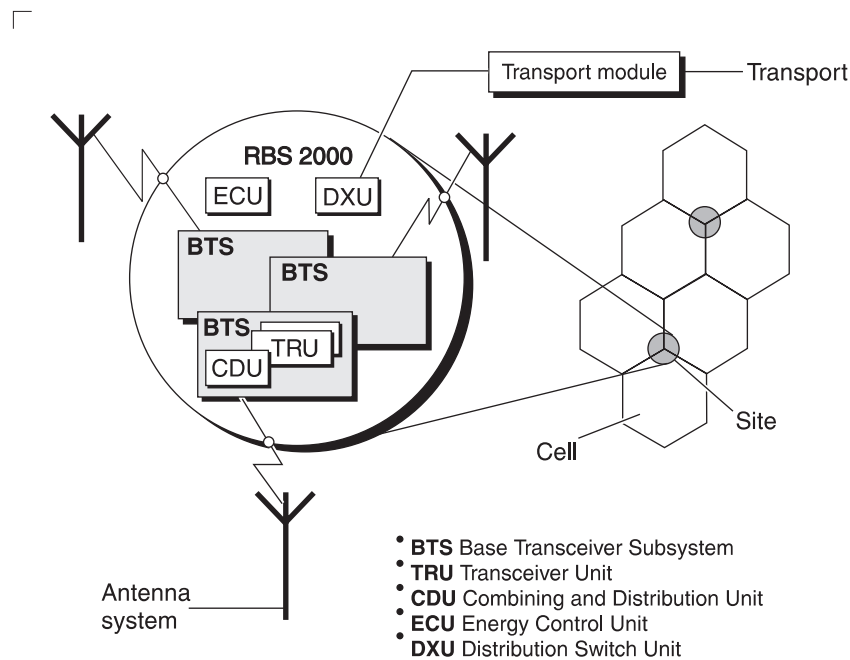 Transport module
Transport
RBS 2000
ECU
DXU
BTS
BTS
BTS
TRU
CDU
Site
Cell
Antenna
system
• BTS Base Transceiver Subsystem
• TRU Transceiver Unit
• CDU Combining and Distribution Unit
• ECU Energy Control Unit
• DXU Distribution Switch Unit